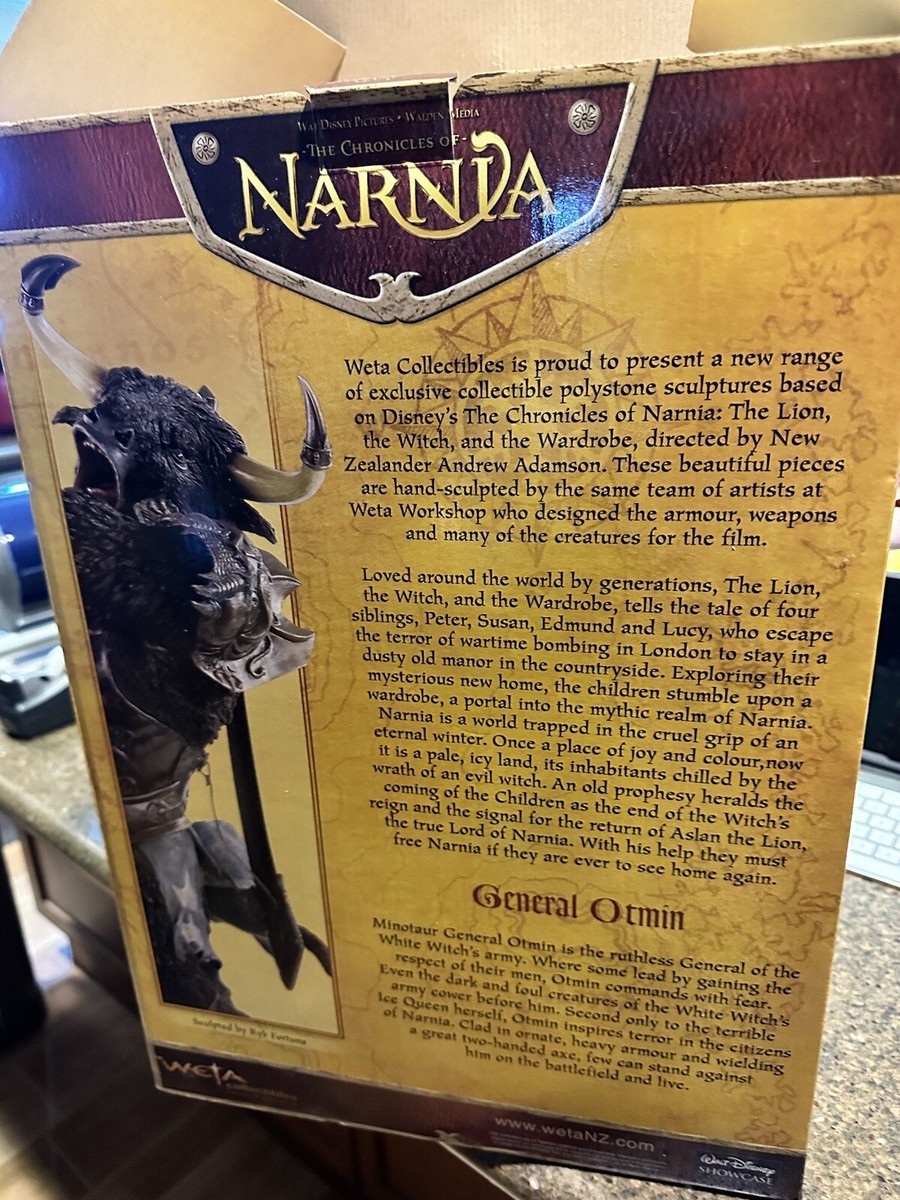 WALT DISNEY PICTURES • WALDEN MEDIA
-THE CHRONICLES OF-
NARNIA
Weta Collectibles is proud to present a new range
of exclusive collectible polystone sculptures based
on Disney's The Chronicles of Narnia: The Lion,
the Witch, and the Wardrobe, directed by New
Zealander Andrew Adamson. These beautiful pieces
are hand-sculpted by the same team of artists at
Weta Workshop who designed the armour, weapons
and many of the creatures for the film.
Loved around the world by generations, The Lion,
the Witch, and the Wardrobe, tells the tale of four
siblings, Peter, Susan, Edmund and Lucy, who escape
the terror of wartime bombing in London to stay in a
dusty old manor in the countryside. Exploring their
mysterious new home, the children stumble upon a
wardrobe, a portal into the mythic realm of Narnia.
Narnia is a world trapped in the cruel grip of an
eternal winter. Once a place of joy and colour,now
it is a pale, icy land, its inhabitants chilled by the
wrath of an evil witch. An old prophesy heralds the
coming of the Children as the end of the Witch's
reign and the signal for the return of Aslan the Lion,
the true Lord of Narnia. With his help they must
free Narnia if they are ever to see home again.
General Otmin
Minotaur General Otmin is the ruthless General of the
White Witch's army. Where some lead by gaining the
respect of their men, Otmin commands with fear.
Even the dark and foul creatures of the White Witch's
army cower before him. Second only to the terrible
Ice Queen herself, Otmin inspires terror in the citizens
of Narnia. Clad in ornate, heavy armour and wielding
a great two-handed axe, few can stand against
him on the battlefield and live.
Sculpted by Ryk Fortuna
WETA
www.wetaNZ.com
Walt Disney
SHOWCASE